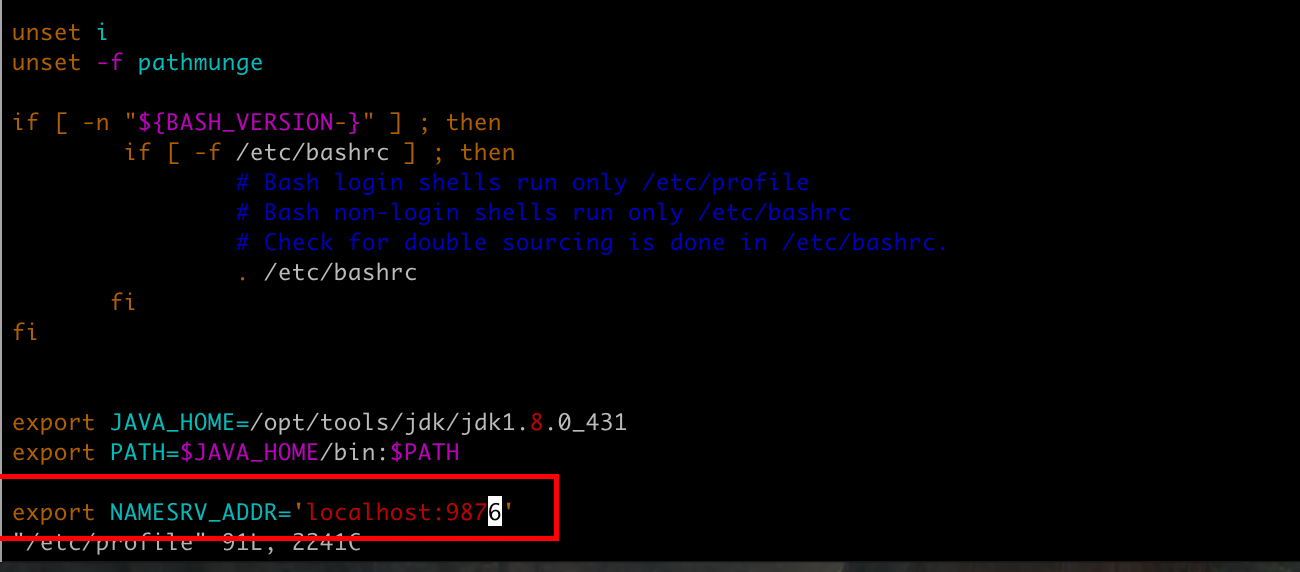 unset i
unset -f pathmunge
if [ -n "${BASH_VERSION-}" ] ; then
if [ -f /etc/bashrc ] ; then
# Bash login shells run only /etc/profile
# Bash non-login shells run only /etc/bashrc
# Check for double sourcing is done in /etc/bashrc.
. /etc/bashrc
fi
fi
export JAVA_HOME=/opt/tools/jdk/jdk1.8.0_431
export PATH=$JAVA_HOME/bin:$PATH
export NAMESRV_ADDR='localhost:9876'
"/etc/profile" 91L, 2241C